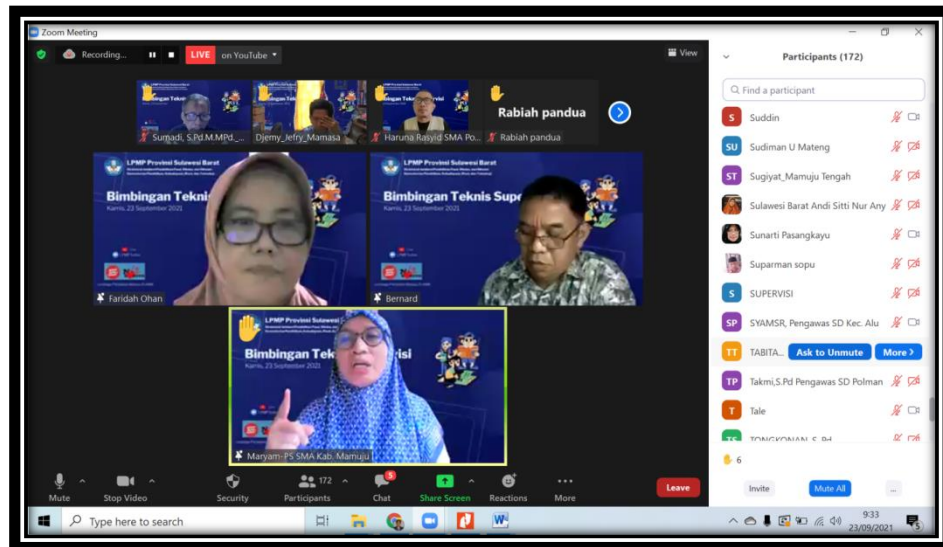 Zoom Meeting
Recording...
LIVE on YouTube
View
Sumadi, S.Pd.M.MPd._...
Djemy_Jefry_Mamasa
Haruna Rasyid SMA Po...
Rabiah pandua
Rabiah pandua
LPMP Provinsi Sulawesi Barat
Bimbingan Teknis
Kamis, 23 September 2021
Faridah Ohan
LPMP Provinsi Sulawesi Barat
Bimbingan Teknis Supe
Kamis, 23 September 2021
Bernard
LPMP Provinsi Sulawesi
Bimbingan Tek isi
Kamis, 23 September 2021
Maryam-PS SMA Kab. Mamuju
Mute
Stop Video
Security
172
Participants
5
Chat
Share Screen
Reactions
More
Leave
Participants (172)
Find a participant
S Suddin
SU Sudiman U Mateng
ST Sugiyat_Mamuju Tengah
Sulawesi Barat Andi Sitti Nur Any
Sunarti Pasangkayu
Suparman sopu
S SUPERVISI
SP SYAMSR, Pengawas SD Kec. Alu
TT TABITA... Ask to Unmute More >
TP Takmi,S.Pd Pengawas SD Polman
T Tale
TS TONGKONAN, S. Pd
6
Invite
Mute All
...
Type here to search
9:33
23/09/2021
5